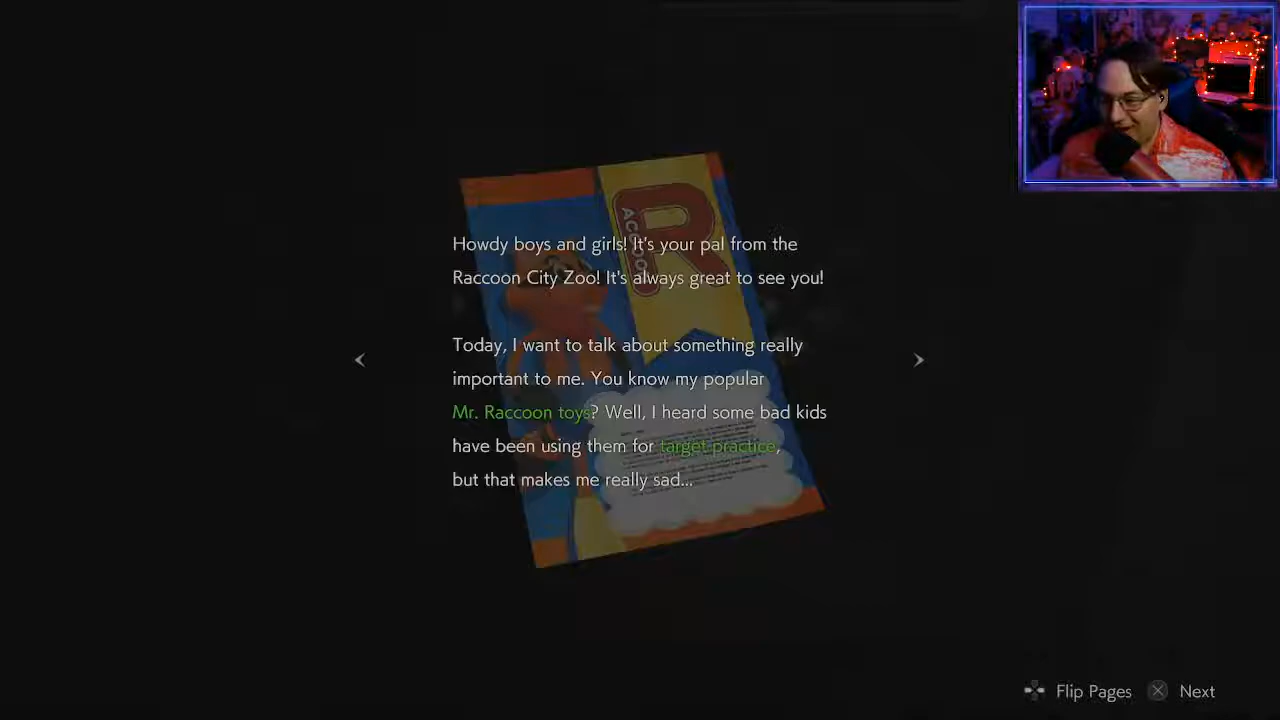 R
ACCOON
Howdy boys and girls! It's your pal from the
Raccoon City Zoo! It's always great to see you!
Today, I want to talk about something really
important to me. You know my popular
Mr. Raccoon toys? Well, I heard some bad kids
have been using them for target practice,
but that makes me really sad...
Flip Pages
Next